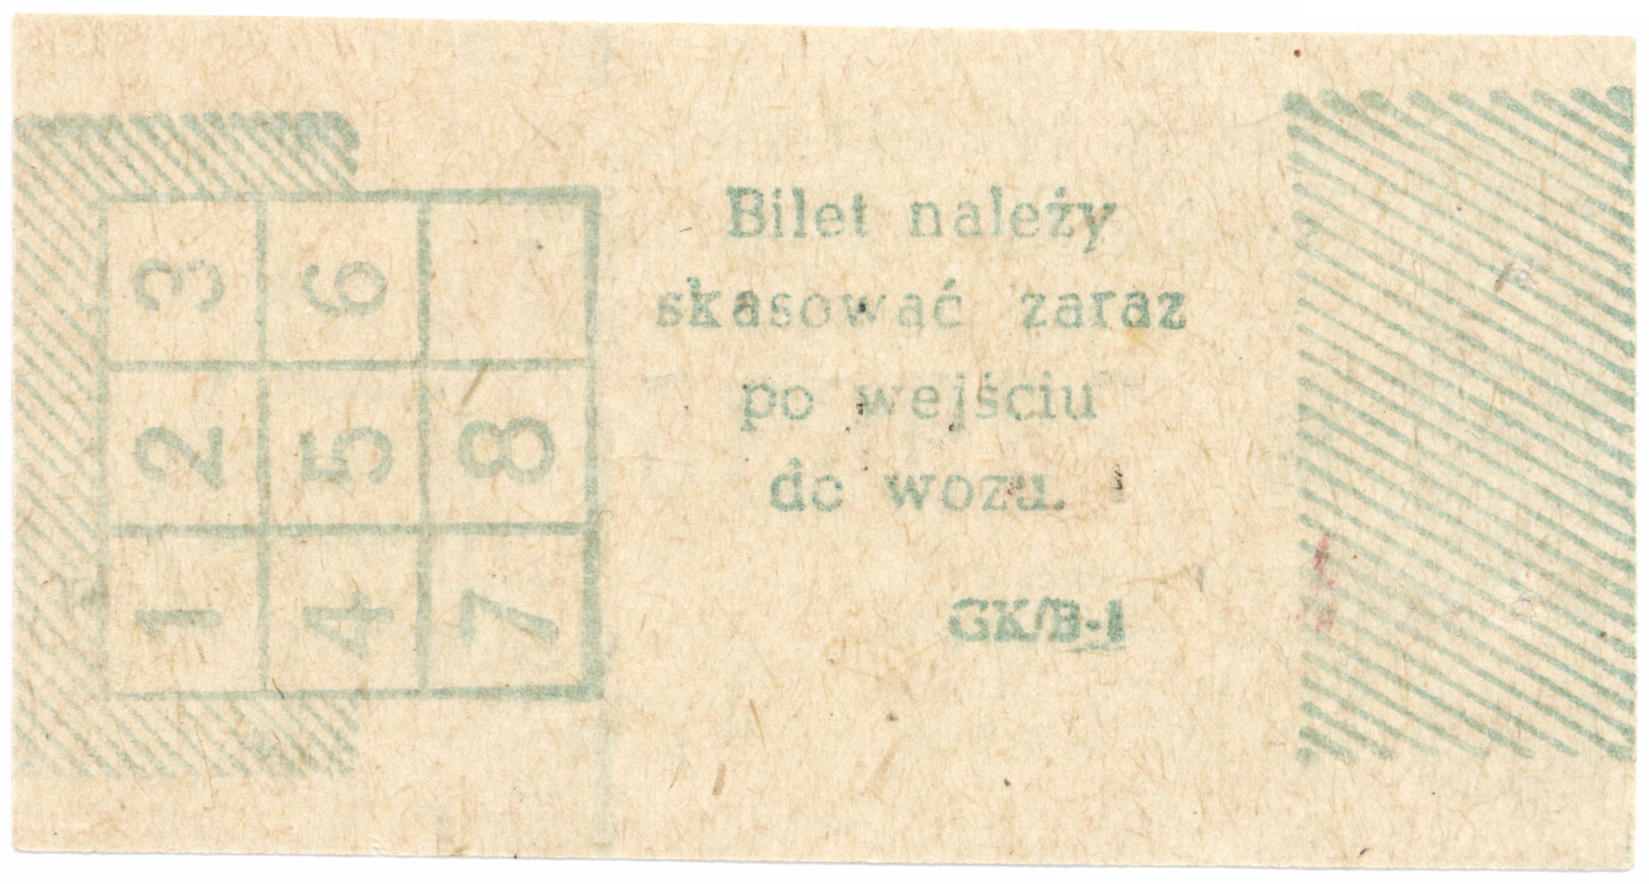 3 6
2 5 8
1 4 7
Bilet należy
skasować zaraz
po wejściu
do wozu.
GK/B-1